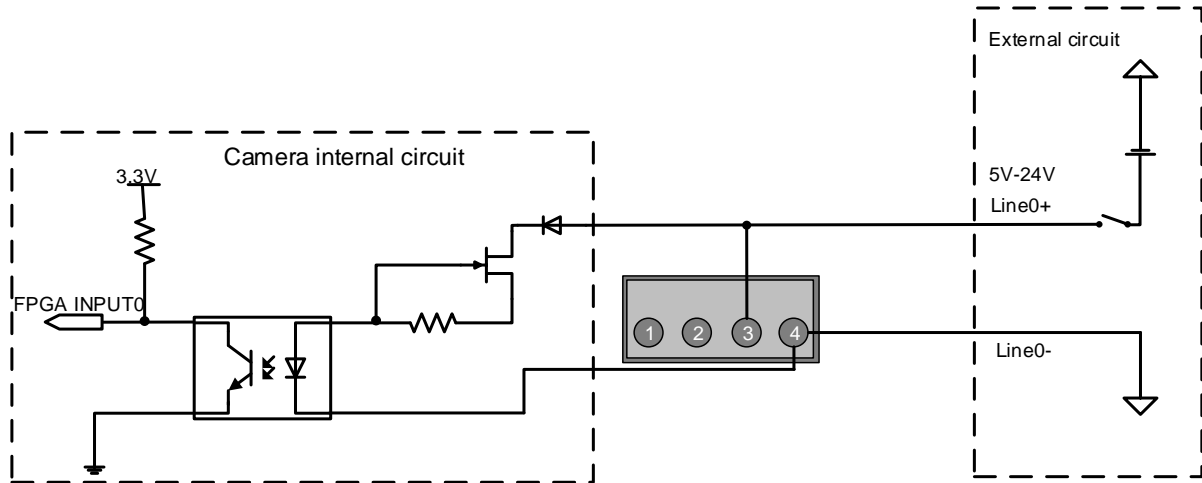 External circuit
Camera internal circuit
3.3V
5V-24V
Line0+
FPGA INPUT0
1 2 3 4
Line0-